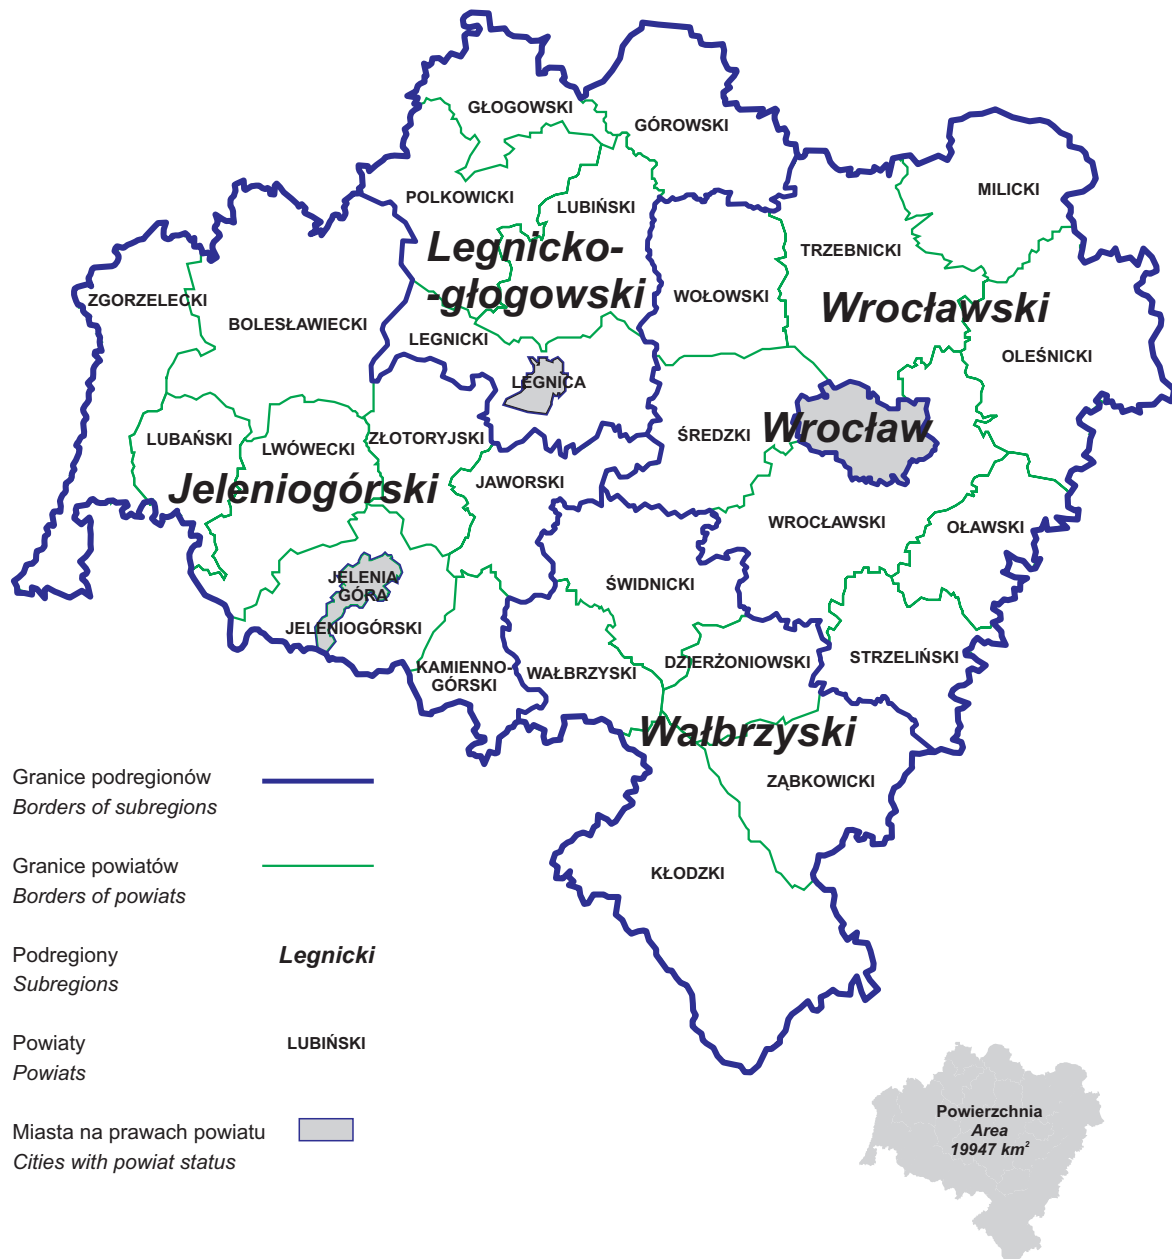 GŁOGOWSKI
GÓROWSKI
MILICKI
POLKOWICKI
LUBIŃSKI
TRZEBNICKI
Legnicko-
-głogowski
ZGORZELECKI
BOLESŁAWIECKI
WOŁOWSKI
Wrocławski
LEGNICKI
OLEŚNICKI
LEGNICA
LUBAŃSKI
LWÓWECKI
ZŁOTORYJSKI
ŚREDZKI
Wrocław
Jeleniogórski
JAWORSKI
WROCŁAWSKI
OŁAWSKI
JELENIA
GÓRA
ŚWIDNICKI
JELENIOGÓRSKI
KAMIENNO-
GÓRSKI
WAŁBRZYSKI
DZIERŻONIOWSKI
STRZELIŃSKI
Wałbrzyski
ZĄBKOWICKI
KŁODZKI
Granice podregionów
Borders of subregions
Granice powiatów
Borders of powiats
Podregiony
Subregions
Legnicki
Powiaty
Powiats
LUBIŃSKI
Miasta na prawach powiatu
Cities with powiat status
Powierzchnia
Area
19947 km²